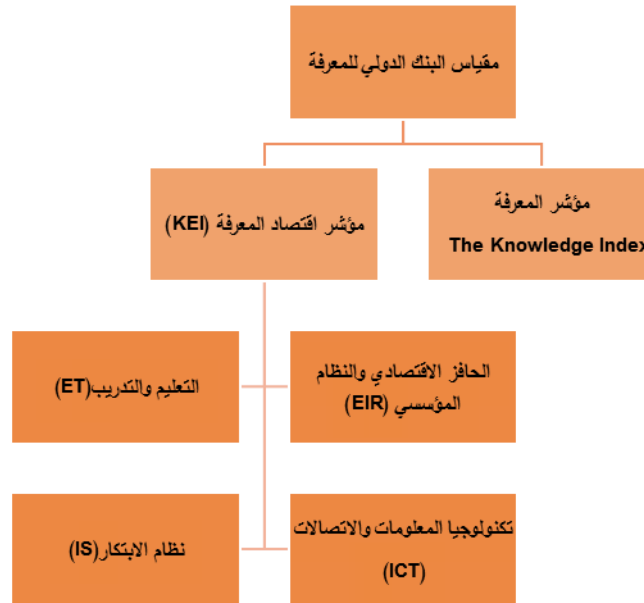 مقياس البنك الدولي للمعرفة
مؤشر المعرفة
The Knowledge Index
مؤشر اقتصاد المعرفة (KEI)
الحافز الاقتصادي والنظام
المؤسسي (EIR)
التعليم والتدريب(ET)
تكنولوجيا المعلومات والاتصالات
(ICT)
نظام الابتكار(IS)